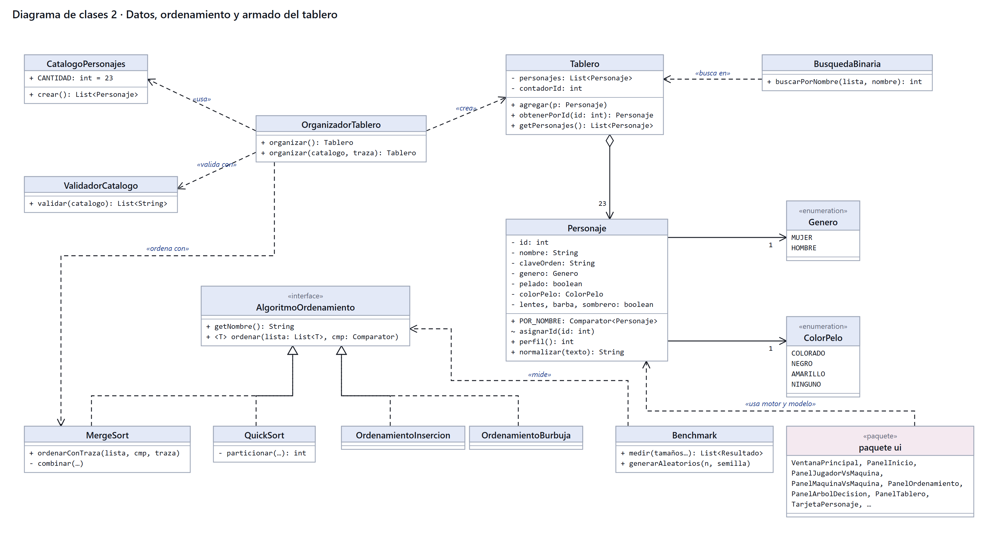 Diagrama de clases 2 · Datos, ordenamiento y armado del tablero
CatalogoPersonajes
+ CANTIDAD: int = 23
+ crear(): List<Personaje>
«usa»
OrganizadorTablero
+ organizar(): Tablero
+ organizar(catalogo, traza): Tablero
«crea»
Tablero
- personajes: List<Personaje>
- contadorId: int
+ agregar(p: Personaje)
+ obtenerPorId(id: int): Personaje
+ getPersonajes(): List<Personaje>
«busca en»
BusquedaBinaria
+ buscarPorNombre(lista, nombre): int
«valida con»
ValidadorCatalogo
+ validar(catalogo): List<String>
«ordena con»
23
Personaje
- id: int
- nombre: String
- claveOrden: String
- genero: Genero
- pelado: boolean
- colorPelo: ColorPelo
- lentes, barba, sombrero: boolean
+ POR_NOMBRE: Comparator<Personaje>
~ asignarId(id: int)
+ perfil(): int
+ normalizar(texto): String
1
«enumeration»
Genero
MUJER
HOMBRE
1
«enumeration»
ColorPelo
COLORADO
NEGRO
AMARILLO
NINGUNO
«interface»
AlgoritmoOrdenamiento
+ getNombre(): String
+ <T> ordenar(lista: List<T>, cmp: Comparator)
«mide»
«usa motor y modelo»
MergeSort
+ ordenarConTraza(lista, cmp, traza)
- combinar(…)
QuickSort
- particionar(…): int
OrdenamientoInsercion
OrdenamientoBurbuja
Benchmark
+ medir(tamaños…): List<Resultado>
+ generarAleatorios(n, semilla)
«paquete»
paquete ui
VentanaPrincipal, PanelInicio,
PanelJugadorVsMaquina,
PanelMaquinaVsMaquina, PanelOrdenamiento,
PanelArbolDecision, PanelTablero,
TarjetaPersonaje, …